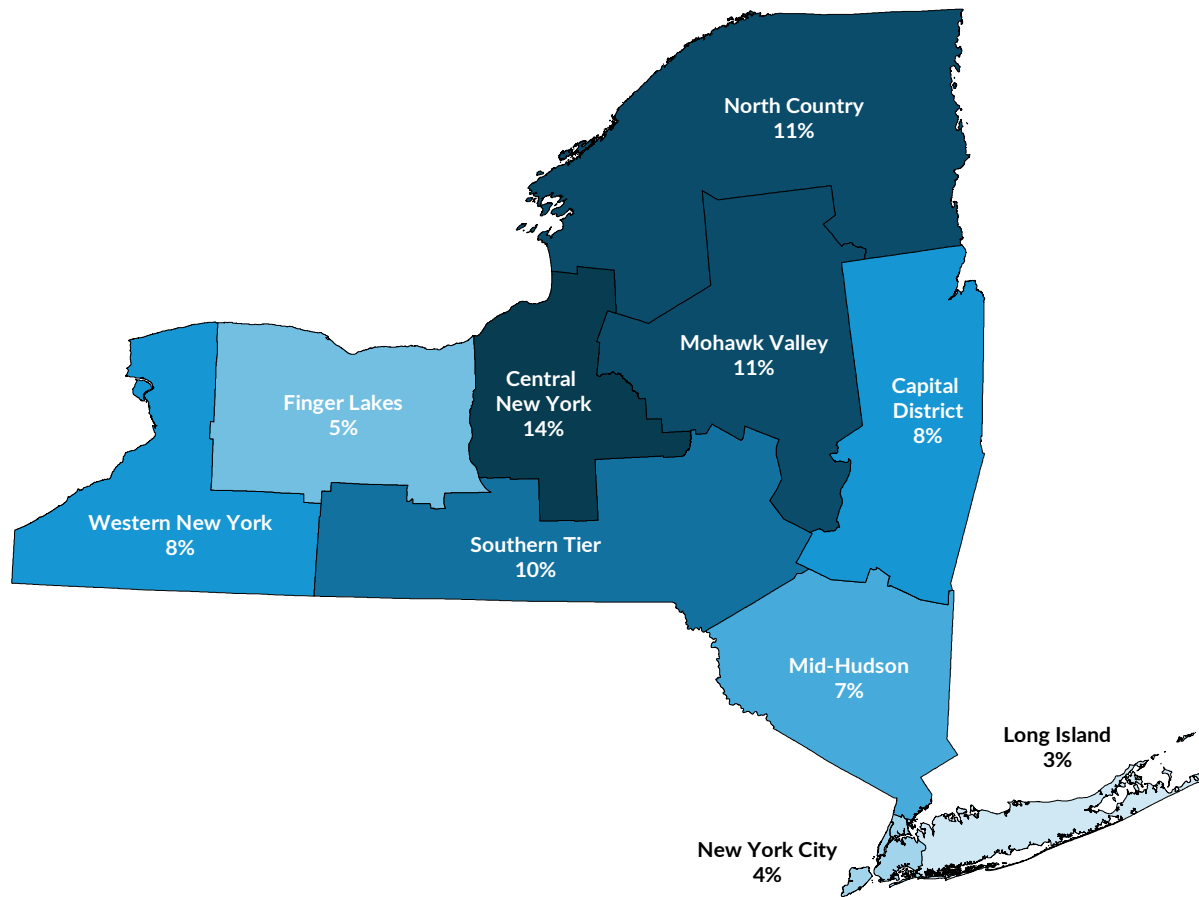 North Country
11%
Mohawk Valley
11%
Central
New York
14%
Capital
District
8%
Finger Lakes
5%
Western New York
8%
Southern Tier
10%
Mid-Hudson
7%
Long Island
3%
New York City
4%